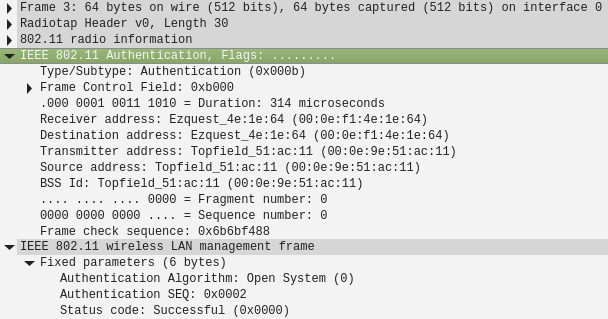 Frame 3: 64 bytes on wire (512 bits), 64 bytes captured (512 bits) on interface 0
Radiotap Header v0, Length 30
802.11 radio information
IEEE 802.11 Authentication, Flags: .........
Type/Subtype: Authentication (0x000b)
Frame Control Field: 0xb000
.000 0001 0011 1010 = Duration: 314 microseconds
Receiver address: Ezquest_4e:1e:64 (00:0e:f1:4e:1e:64)
Destination address: Ezquest_4e:1e:64 (00:0e:f1:4e:1e:64)
Transmitter address: Topfield_51:ac:11 (00:0e:9e:51:ac:11)
Source address: Topfield_51:ac:11 (00:0e:9e:51:ac:11)
BSS Id: Topfield_51:ac:11 (00:0e:9e:51:ac:11)
.... .... .... 0000 = Fragment number: 0
0000 0000 0000 .... = Sequence number: 0
Frame check sequence: 0x6b6bf488
IEEE 802.11 wireless LAN management frame
Fixed parameters (6 bytes)
Authentication Algorithm: Open System (0)
Authentication SEQ: 0x0002
Status code: Successful (0x0000)